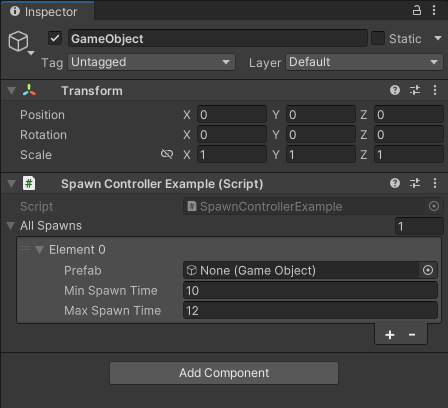 Inspector
GameObject Static
Tag Untagged Layer Default
Transform
Position X 0 Y 0 Z 0
Rotation X 0 Y 0 Z 0
Scale X 1 Y 1 Z 1
# Spawn Controller Example (Script)
Script # SpawnControllerExample
All Spawns 1
Element 0
Prefab None (Game Object)
Min Spawn Time 10
Max Spawn Time 12
+ -
Add Component